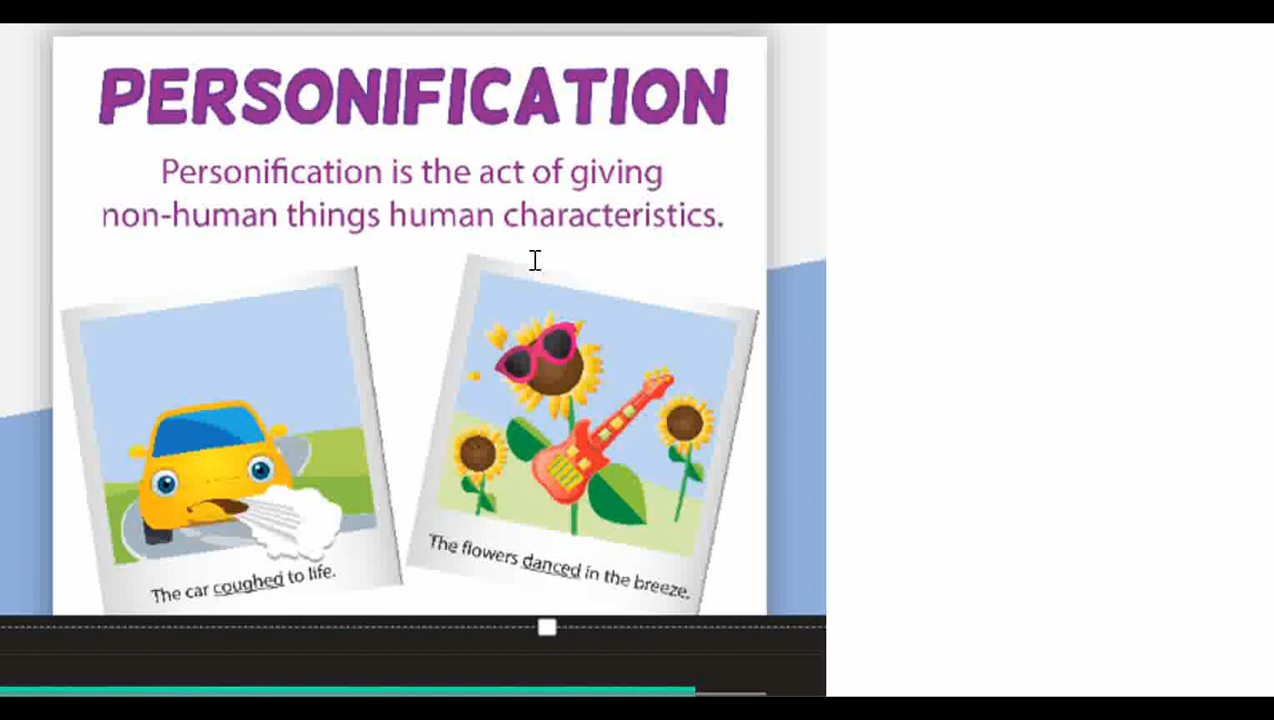 PERSONIFICATION
Personification is the act of giving
non-human things human characteristics.
The car coughed to life.
The flowers danced in the breeze.